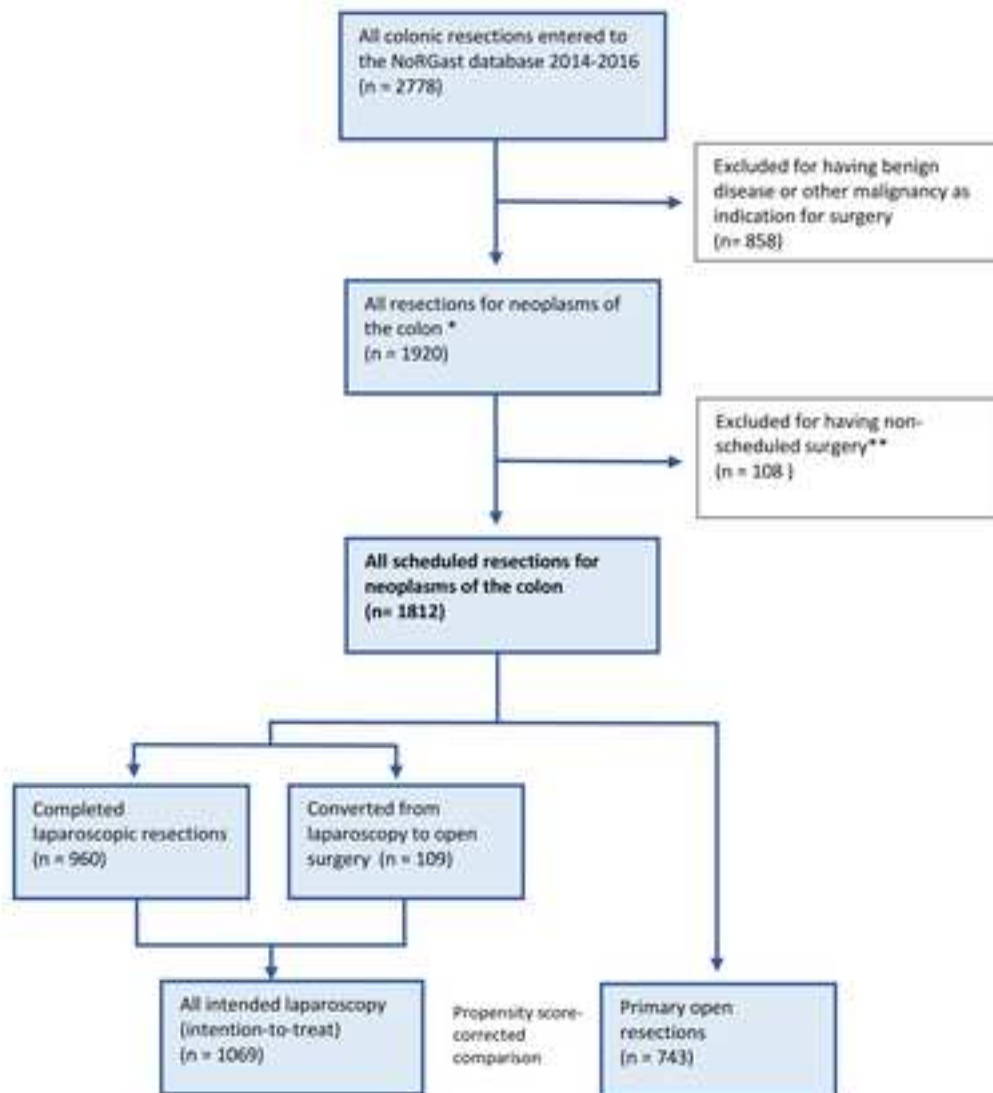 All colonic resections entered to
the NoRGast database 2014-2016
(n = 2778)
Excluded for having benign
disease or other malignancy as
indication for surgery
(n= 858)
All resections for neoplasms of
the colon *
(n = 1920)
Excluded for having non-
scheduled surgery**
(n = 108 )
All scheduled resections for
neoplasms of the colon
(n= 1812)
Completed
laparoscopic resections
(n = 960)
Converted from
laparoscopy to open
surgery (n = 109)
All intended laparoscopy
(intention-to-treat)
(n = 1069)
Propensity score-
corrected
comparison
Primary open
resections
(n = 743)